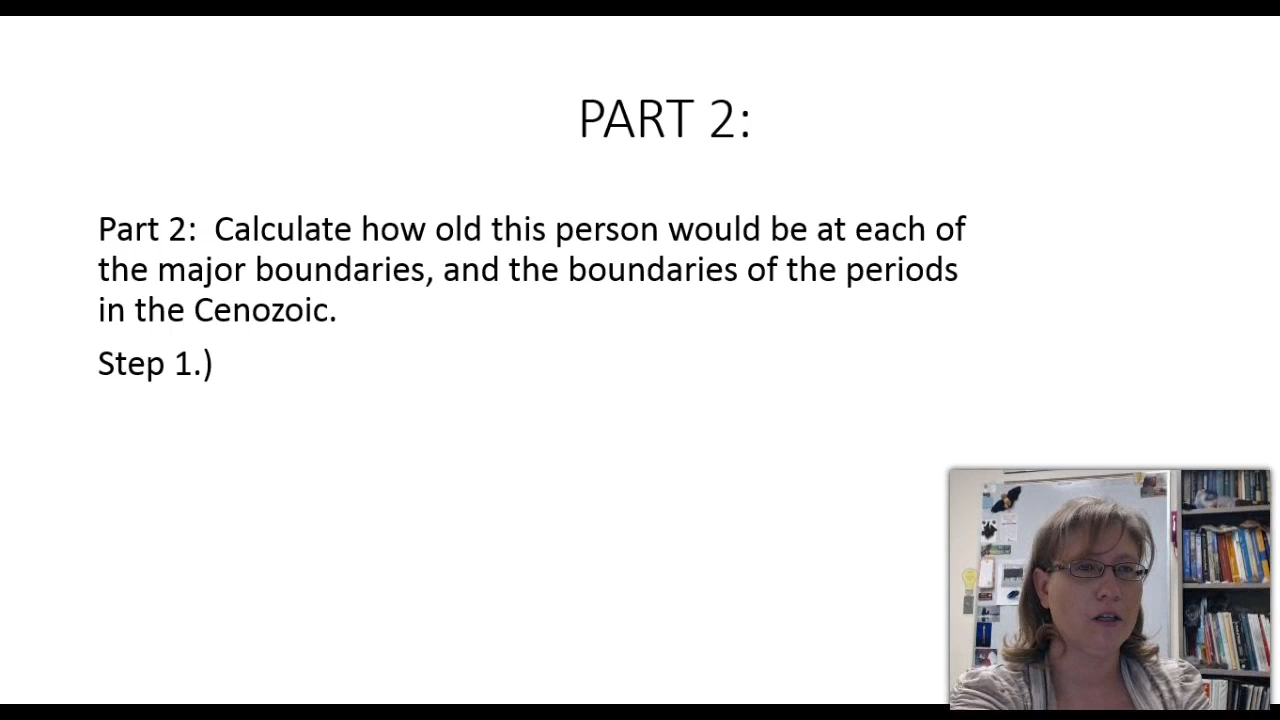 PART 2:
Part 2:  Calculate how old this person would be at each of
the major boundaries, and the boundaries of the periods
in the Cenozoic.
Step 1.)